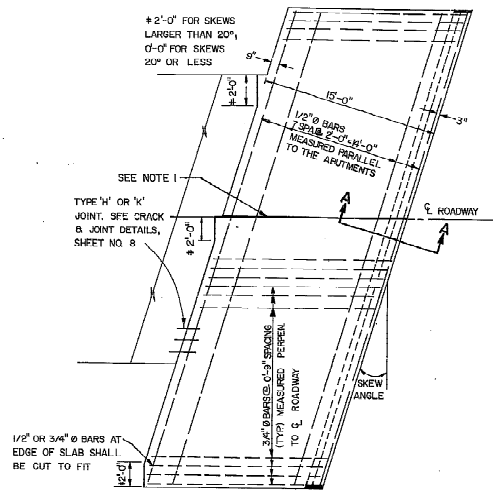 ‡ 2'-0" FOR SKEWS
LARGER THAN 20°,
0'-0" FOR SKEWS
20° OR LESS
9"
‡ 2'-0"
15'-0"
3"
1/2" Ø BARS
7 SPA@ 2'-0"=14'-0"
MEASURED PARALLEL
TO THE ABUTMENTS
SEE NOTE 1
TYPE 'H' OR 'K'
JOINT. SEE CRACK
& JOINT DETAILS,
SHEET NO. 8
‡ 2'-0"
A
℄ ROADWAY
A
3/4" Ø BARS@ 0'-9" SPACING
(TYP.) MEASURED PERPEN.
TO ℄ ROADWAY
SKEW
ANGLE
1/2" OR 3/4" Ø BARS AT
EDGE OF SLAB SHALL
BE CUT TO FIT
‡2'-0"